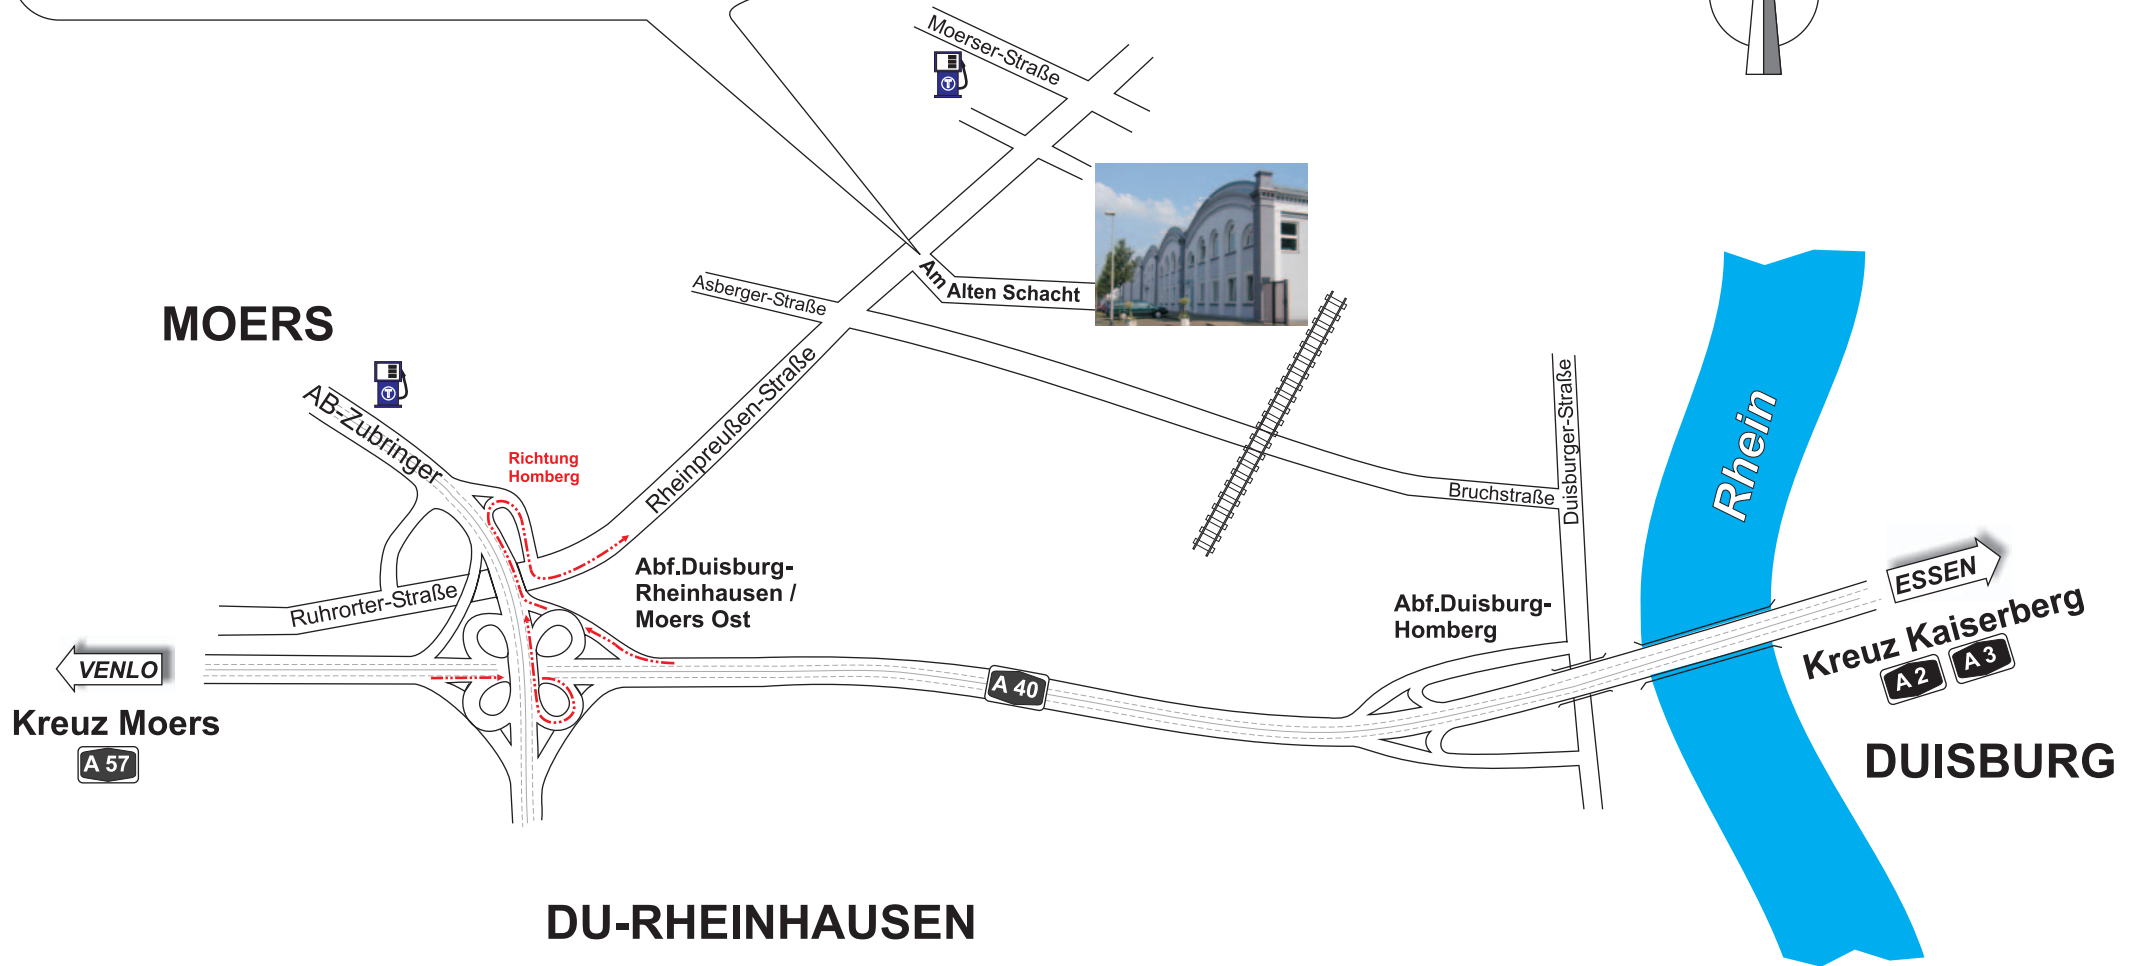 Moerser-Straße
T
Am
Alten Schacht
Asberger-Straße
MOERS
T
AB-Zubringer
Richtung
Homberg
Rheinpreußen-Straße
Duisburger-Straße
Rhein
Bruchstraße
Abf.Duisburg-
Rheinhausen /
Moers Ost
Ruhrorter-Straße
Abf.Duisburg-
Homberg
ESSEN
Kreuz Kaiserberg
A 2
A 3
VENLO
A 40
Kreuz Moers
A 57
DUISBURG
DU-RHEINHAUSEN